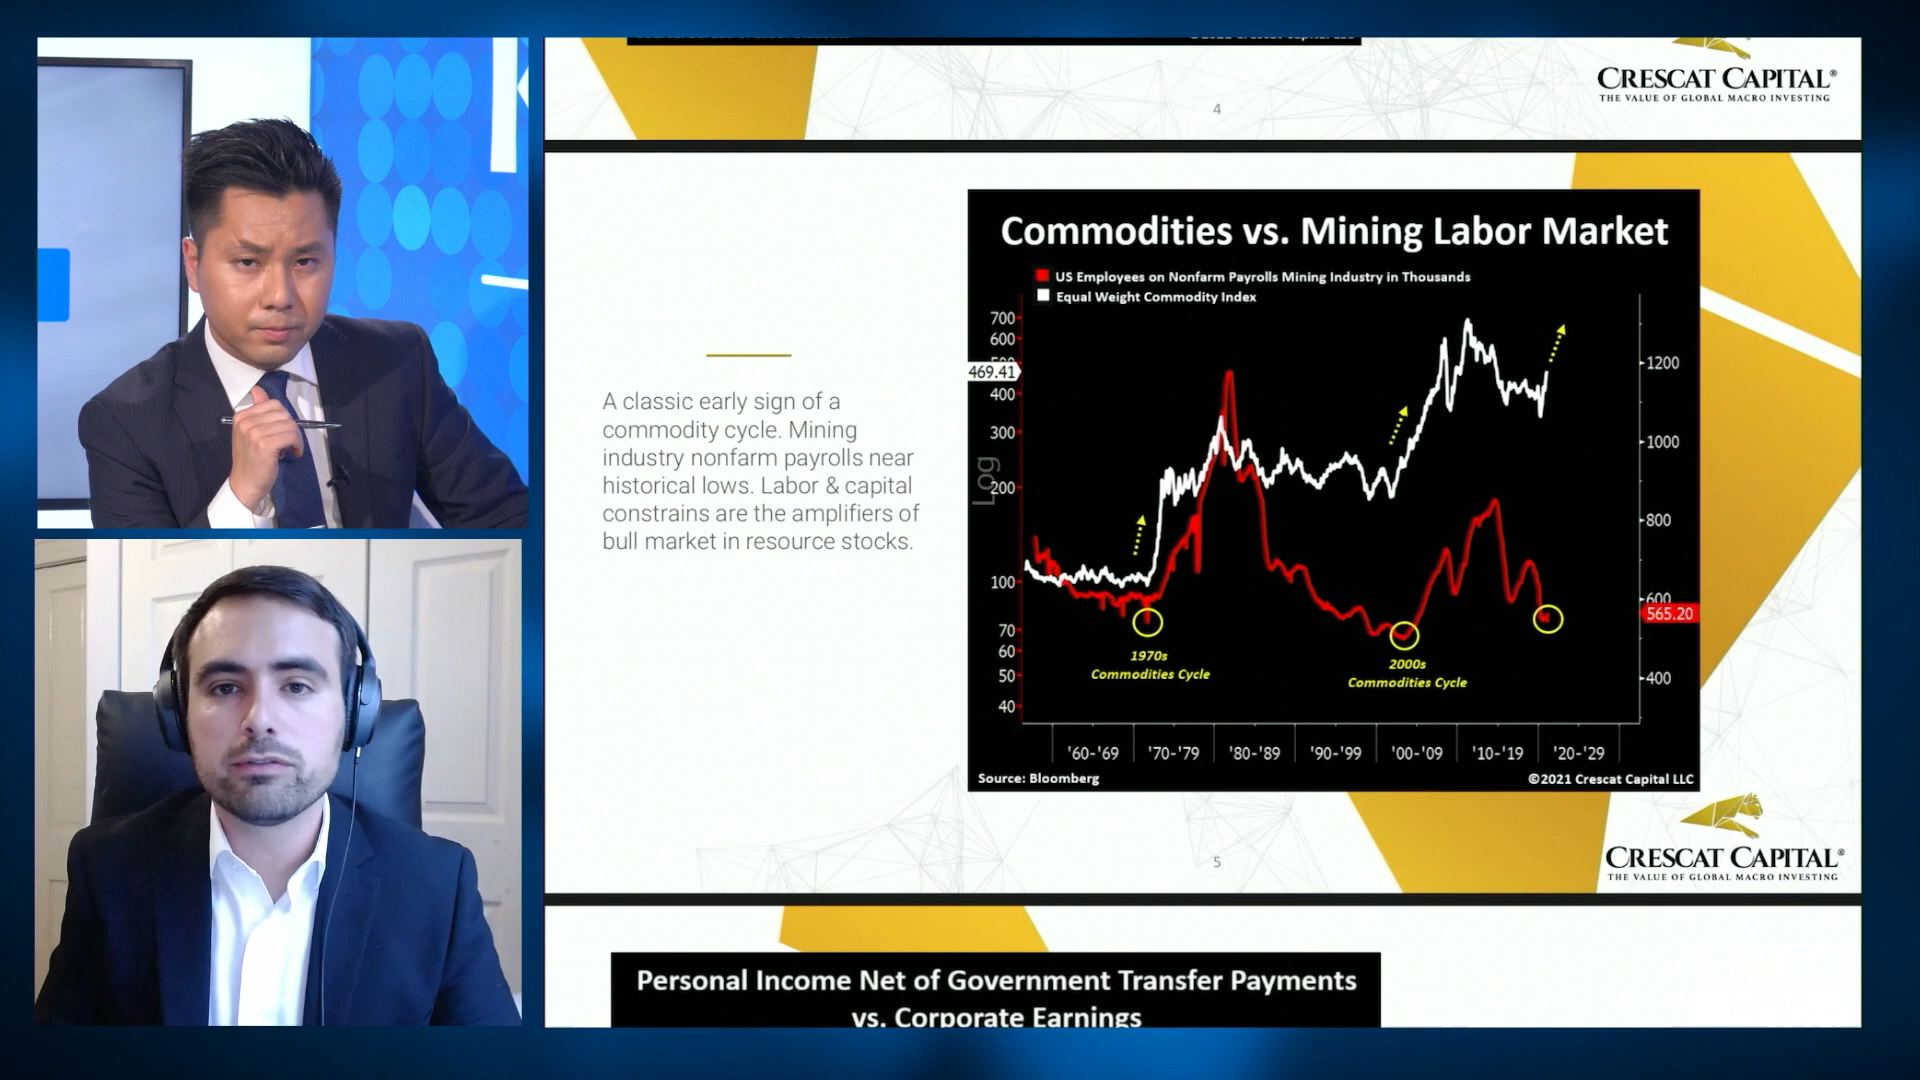 CRESCAT CAPITAL®
THE VALUE OF GLOBAL MACRO INVESTING
4
A classic early sign of a
commodity cycle. Mining
industry nonfarm payrolls near
historical lows. Labor & capital
constrains are the amplifiers of
bull market in resource stocks.
Commodities vs. Mining Labor Market
US Employees on Nonfarm Payrolls Mining Industry in Thousands
Equal Weight Commodity Index
700
600
469.41
400
300
200
100
70
60
50
40
Log
1200
1000
800
600
565.20
400
1970s
Commodities Cycle
2000s
Commodities Cycle
'60-'69 '70-'79 '80-'89 '90-'99 '00-'09 '10-'19 '20-'29
Source: Bloomberg ©2021 Crescat Capital LLC
5
CRESCAT CAPITAL®
THE VALUE OF GLOBAL MACRO INVESTING
Personal Income Net of Government Transfer Payments
vs. Corporate Earnings